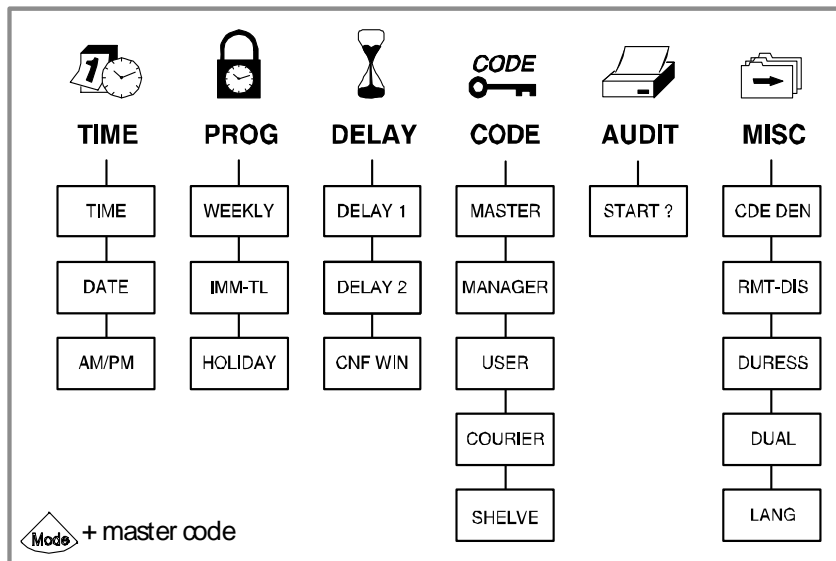 1
CODE
TIME PROG DELAY CODE AUDIT MISC
TIME WEEKLY DELAY 1 MASTER START ? CDE DEN
DATE IMM-TL DELAY 2 MANAGER RMT-DIS
AM/PM HOLIDAY CNF WIN USER DURESS
COURIER DUAL
SHELVE LANG
Mode + master code